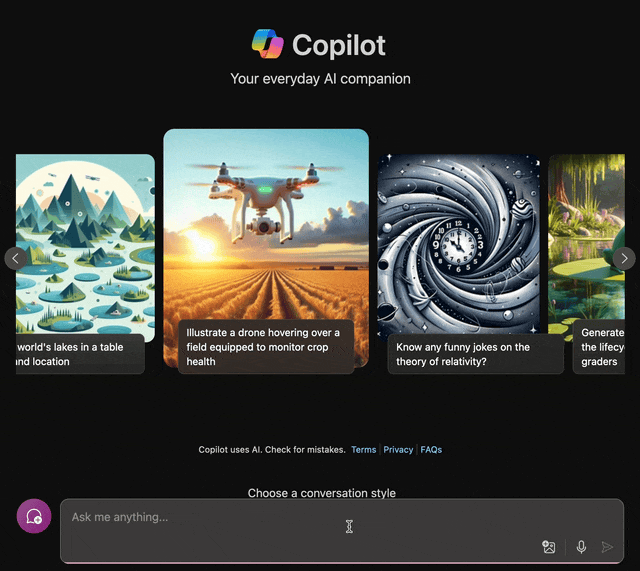 Copilot
Your everyday AI companion
world's lakes in a table
and location
Illustrate a drone hovering over a
field equipped to monitor crop
health
Know any funny jokes on the
theory of relativity?
Generate
the lifecy
graders
Copilot uses AI. Check for mistakes. Terms | Privacy | FAQs
Choose a conversation style
Ask me anything...